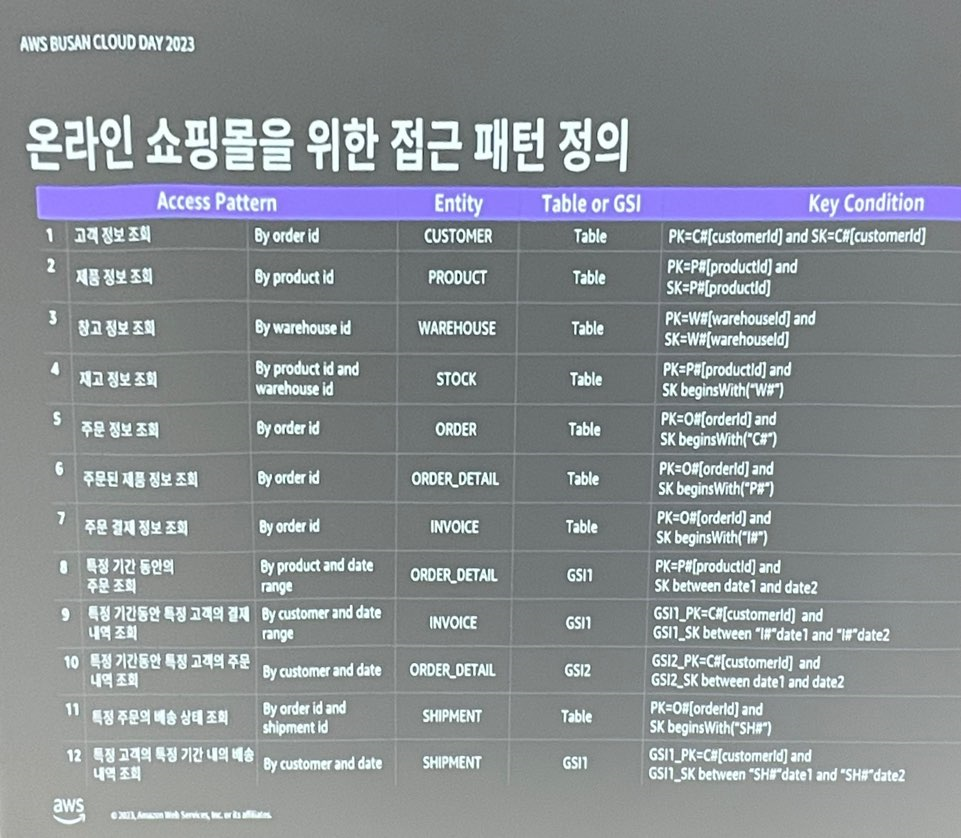 AWS BUSAN CLOUD DAY 2023
온라인 쇼핑몰을 위한 접근 패턴 정의
Access Pattern Entity Table or GSI Key Condition
1 고객 정보 조회 By order id CUSTOMER Table PK=C#[customerId] and SK=C#[customerId]
2 제품 정보 조회 By product id PRODUCT Table PK=P#[productId] and
SK=P#[productId]
3 창고 정보 조회 By warehouse id WAREHOUSE Table PK=W#[warehouseId] and
SK=W#[warehouseId]
4 재고 정보 조회 By product id and
warehouse id STOCK Table PK=P#[productId] and
SK beginsWith("W#")
5 주문 정보 조회 By order id ORDER Table PK=O#[orderId] and
SK beginsWith("C#")
6 주문된 제품 정보 조회 By order id ORDER_DETAIL Table PK=O#[orderId] and
SK beginsWith("P#")
7 주문 결재 정보 조회 By order id INVOICE Table PK=O#[orderId] and
SK beginsWith("I#")
8 특정 기간 동안의
주문 조회 By product and date
range ORDER_DETAIL GSI1 PK=P#[productId] and
SK between date1 and date2
9 특정 기간동안 특정 고객의 결재
내역 조회 By customer and date
range INVOICE GSI1 GSI1_PK=C#[customerId] and
GSI1_SK between "I#"date1 and "I#"date2
10 특정 기간동안 특정 고객의 주문
내역 조회 By customer and date ORDER_DETAIL GSI2 GSI2_PK=C#[customerId] and
GSI2_SK between date1 and date2
11 특정 주문의 배송 상태 조회 By order id and
shipment id SHIPMENT Table PK=O#[orderId] and
SK beginsWith("SH#")
12 특정 고객의 특정 기간 내의 배송
내역 조회 By customer and date SHIPMENT GSI1 GSI1_PK=C#[customerId] and
GSI1_SK between "SH#"date1 and "SH#"date2
aws © 2023, Amazon Web Services, Inc. or its affiliates.